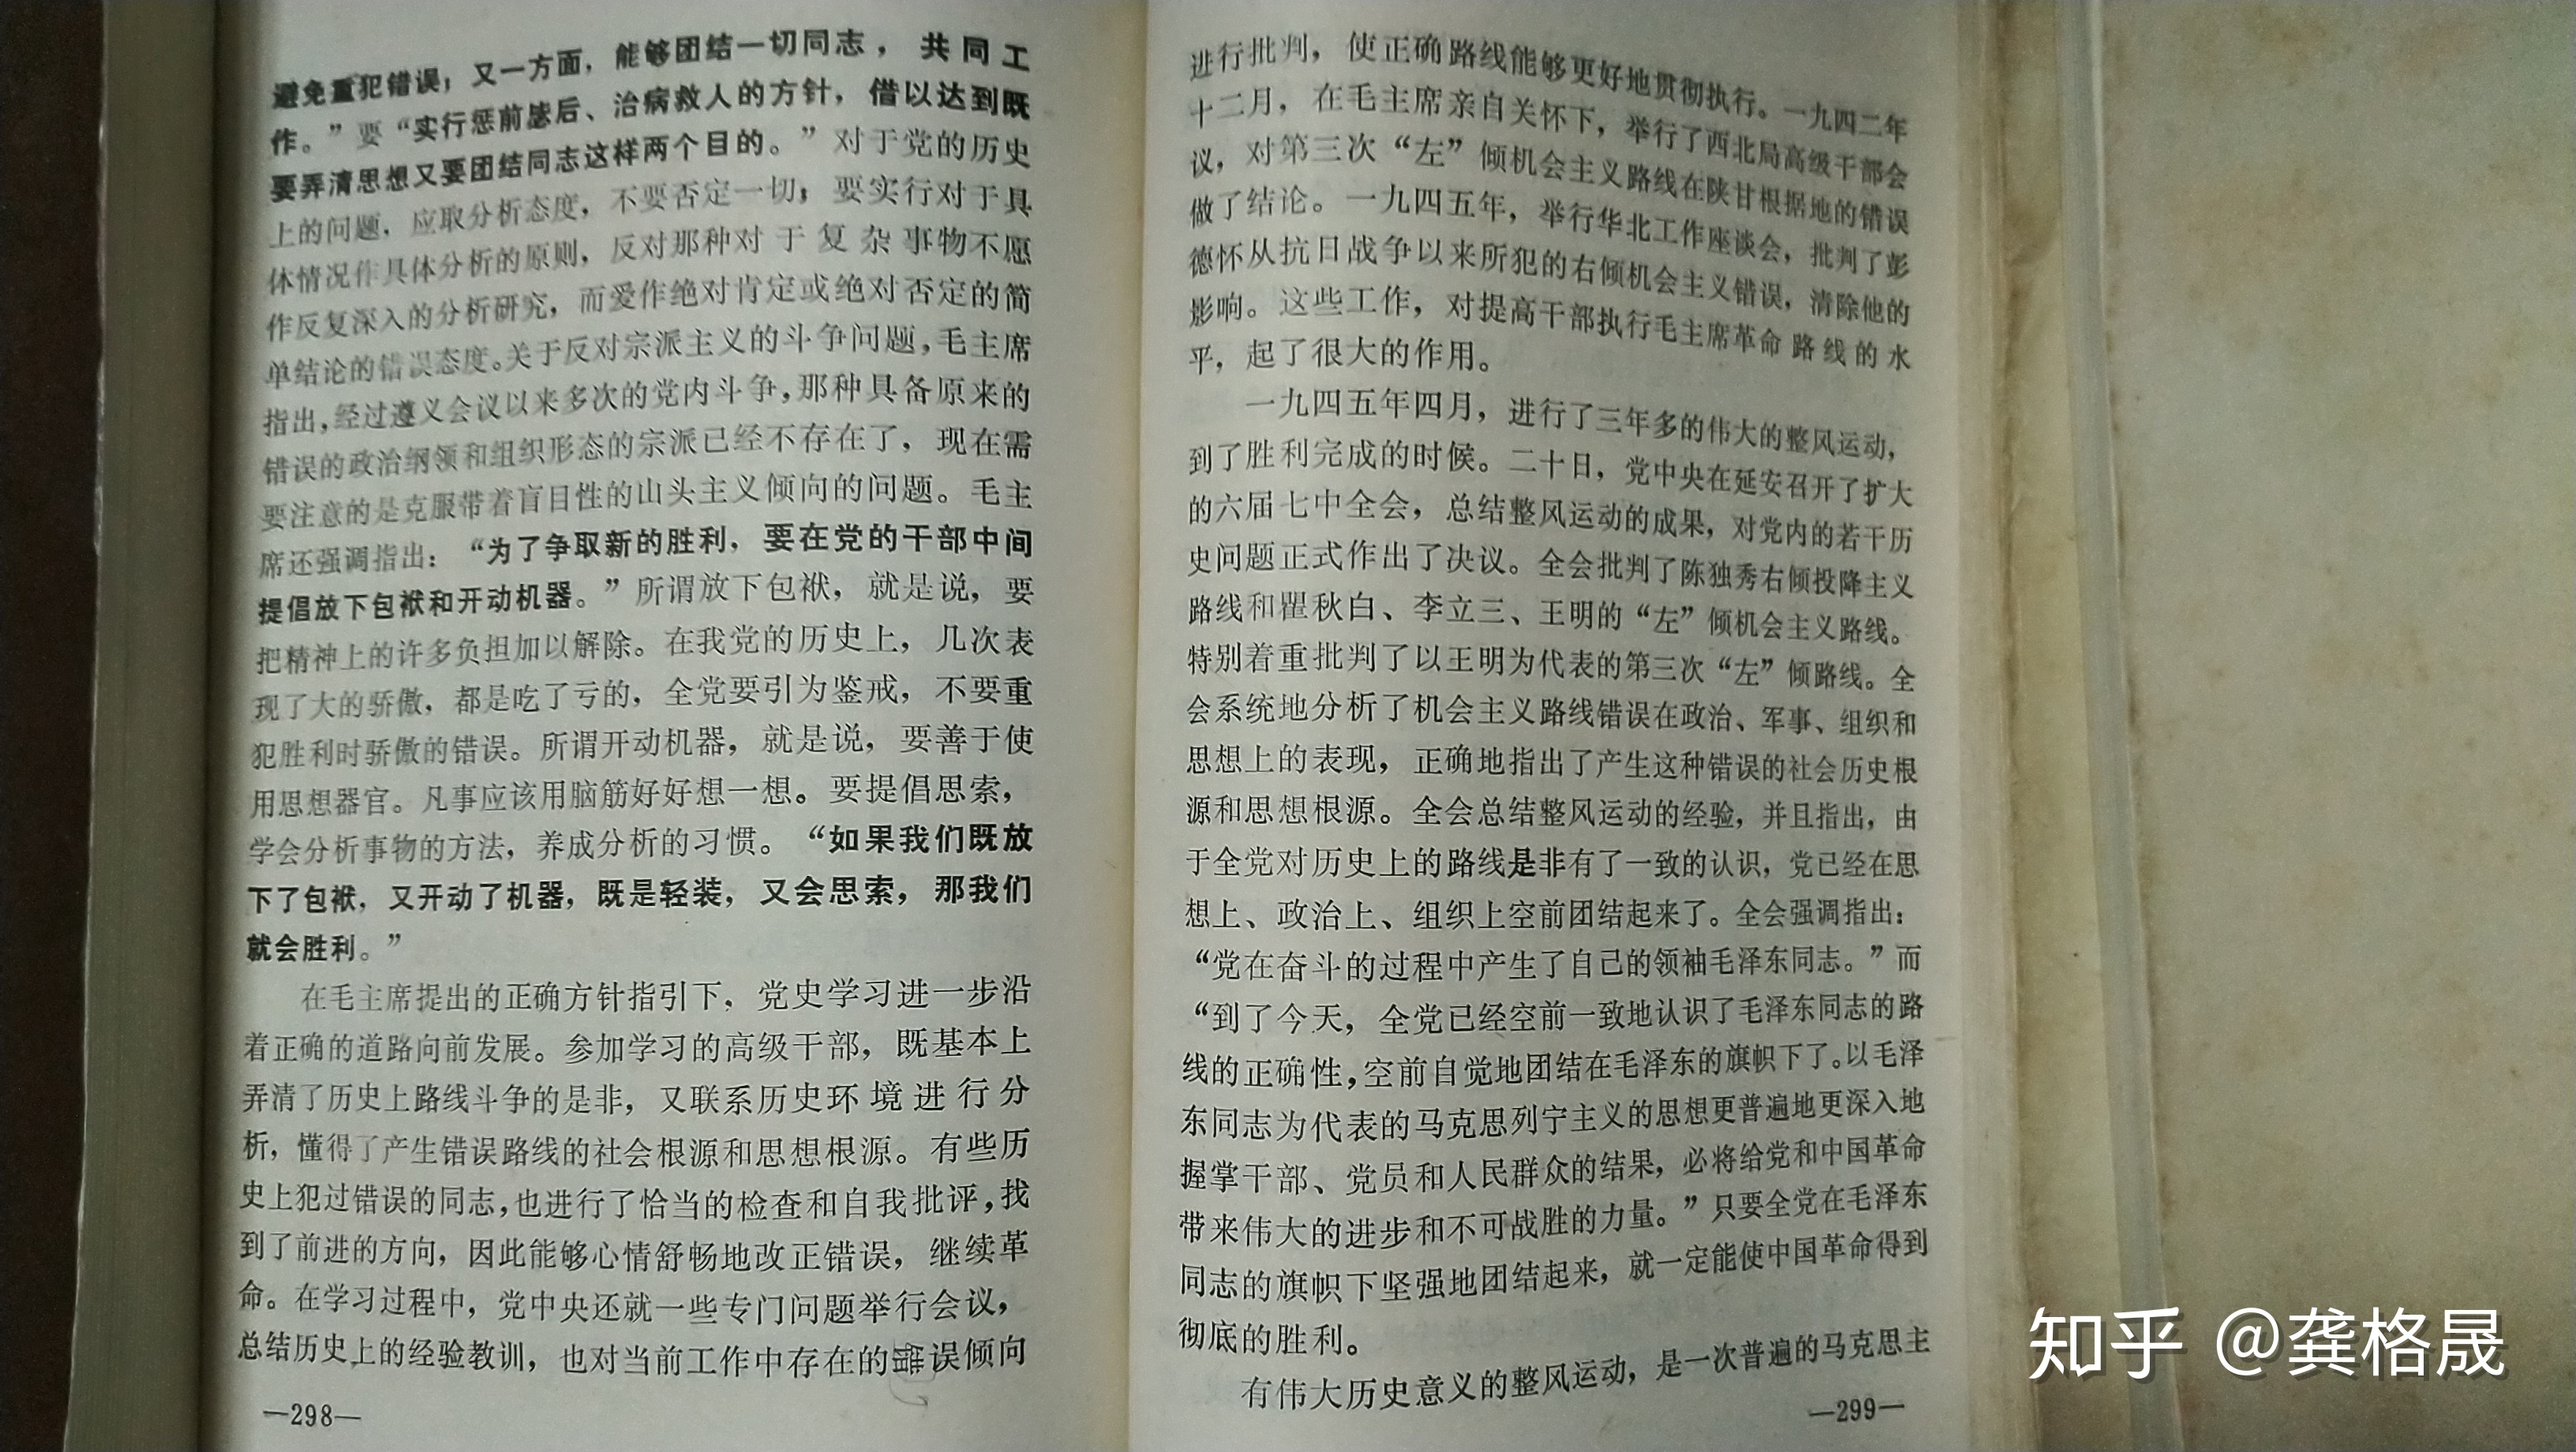 避免重犯错误；又一方面，能够团结一切同志，共同工
作。”要“实行惩前毖后、治病救人的方针，借以达到既
要弄清思想又要团结同志这样两个目的。”对于党的历史
上的问题，应取分析态度，不要否定一切；要实行对于具
体情况作具体分析的原则，反对那种对于复杂事物不愿
作反复深入的分析研究，而爱作绝对肯定或绝对否定的简
单结论的错误态度。关于反对宗派主义的斗争问题，毛主席
指出，经过遵义会议以来多次的党内斗争，那种具备原来的
错误的政治纲领和组织形态的宗派已经不存在了，现在需
要注意的是克服带着盲目性的山头主义倾向的问题。毛主
席还强调指出：“为了争取新的胜利，要在党的干部中间
提倡放下包袱和开动机器。”所谓放下包袱，就是说，要
把精神上的许多负担加以解除。在我党的历史上，几次表
现了大的骄傲，都是吃了亏的，全党要引为鉴戒，不要重
犯胜利时骄傲的错误。所谓开动机器，就是说，要善于使
用思想器官。凡事应该用脑筋好好想一想。要提倡思索，
学会分析事物的方法，养成分析的习惯。“如果我们既放
下了包袱，又开动了机器，既是轻装，又会思索，那我们
就会胜利。”
在毛主席提出的正确方针指引下，党史学习进一步沿
着正确的道路向前发展。参加学习的高级干部，既基本上
弄清了历史上路线斗争的是非，又联系历史环境进行分
析，懂得了产生错误路线的社会根源和思想根源。有些历
史上犯过错误的同志，也进行了恰当的检查和自我批评，找
到了前进的方向，因此能够心情舒畅地改正错误，继续革
命。在学习过程中，党中央还就一些专门问题举行会议，
总结历史上的经验教训，也对当前工作中存在的错误倾向
—298—
进行批判，使正确路线能够更好地贯彻执行。一九四二年
十二月，在毛主席亲自关怀下，举行了西北局高级干部会
议，对第三次“左”倾机会主义路线在陕甘根据地的错误
做了结论。一九四五年，举行华北工作座谈会，批判了彭
德怀从抗日战争以来所犯的右倾机会主义错误，清除他的
影响。这些工作，对提高干部执行毛主席革命路线的水
平，起了很大的作用。
一九四五年四月，进行了三年多的伟大的整风运动，
到了胜利完成的时候。二十日，党中央在延安召开了扩大
的六届七中全会，总结整风运动的成果，对党内的若干历
史问题正式作出了决议。全会批判了陈独秀右倾投降主义
路线和瞿秋白、李立三、王明的“左”倾机会主义路线。
特别着重批判了以王明为代表的第三次“左”倾路线。全
会系统地分析了机会主义路线错误在政治、军事、组织和
思想上的表现，正确地指出了产生这种错误的社会历史根
源和思想根源。全会总结整风运动的经验，并且指出，由
于全党对历史上的路线是非有了一致的认识，党已经在思
想上、政治上、组织上空前团结起来了。全会强调指出：
“党在奋斗的过程中产生了自己的领袖毛泽东同志。”而
“到了今天，全党已经空前一致地认识了毛泽东同志的路
线的正确性，空前自觉地团结在毛泽东的旗帜下了。以毛泽
东同志为代表的马克思列宁主义的思想更普遍地更深入地
握掌干部、党员和人民群众的结果，必将给党和中国革命
带来伟大的进步和不可战胜的力量。”只要全党在毛泽东
同志的旗帜下坚强地团结起来，就一定能使中国革命得到
彻底的胜利。
有伟大历史意义的整风运动，是一次普遍的马克思主
—299—
知乎 @龚格晟